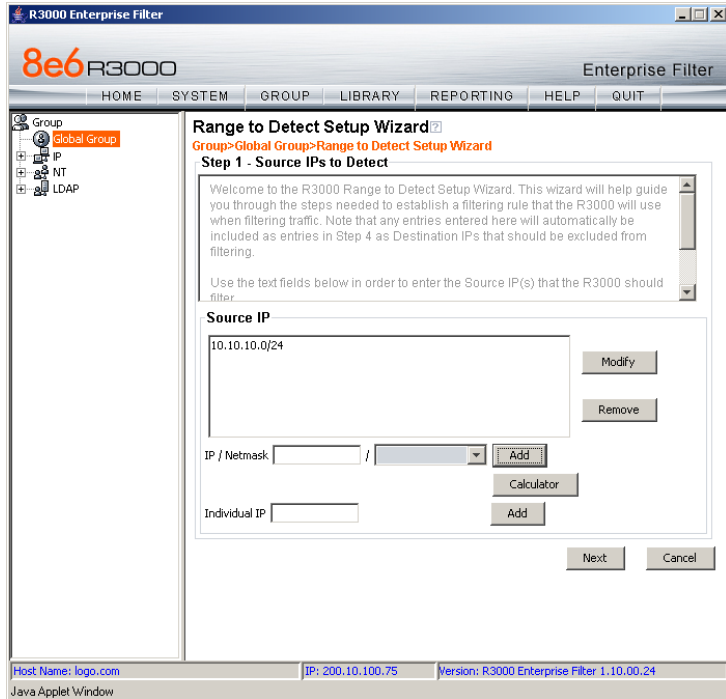 R3000 Enterprise Filter
8e6 R3000
Enterprise Filter
HOME SYSTEM GROUP LIBRARY REPORTING HELP QUIT
Group
Global Group
IP
NT
LDAP
Range to Detect Setup Wizard ?
Group>Global Group>Range to Detect Setup Wizard
Step 1 - Source IPs to Detect
Welcome to the R3000 Range to Detect Setup Wizard. This wizard will help guide
you through the steps needed to establish a filtering rule that the R3000 will use
when filtering traffic. Note that any entries entered here will automatically be
included as entries in Step 4 as Destination IPs that should be excluded from
filtering.
Use the text fields below in order to enter the Source IP(s) that the R3000 should
filter
Source IP
10.10.10.0/24
Modify
Remove
IP / Netmask / Add
Calculator
Individual IP Add
Next Cancel
Host Name: logo.com IP: 200.10.100.75 Version: R3000 Enterprise Filter 1.10.00.24
Java Applet Window